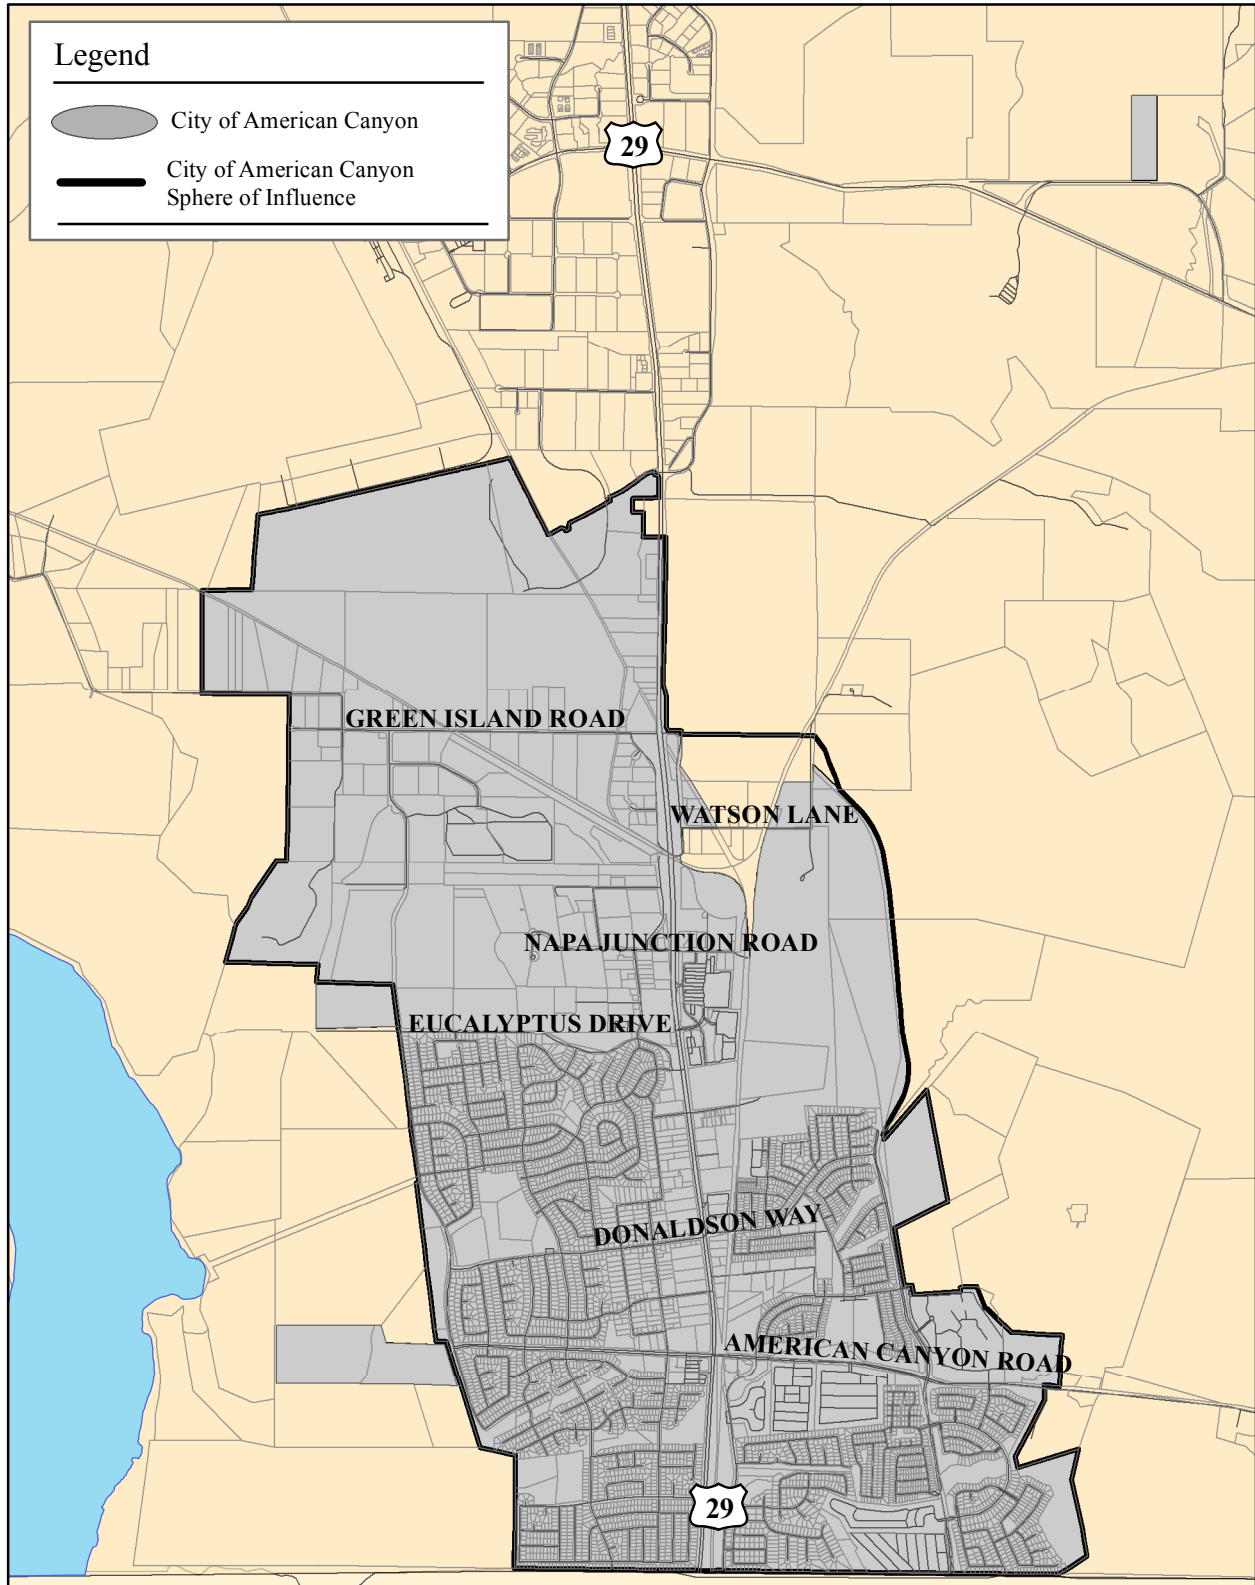 Legend
City of American Canyon
City of American Canyon
Sphere of Influence
29
GREEN ISLAND ROAD
WATSON LANE
NAPA JUNCTION ROAD
EUCALYPTUS DRIVE
DONALDSON WAY
AMERICAN CANYON ROAD
29